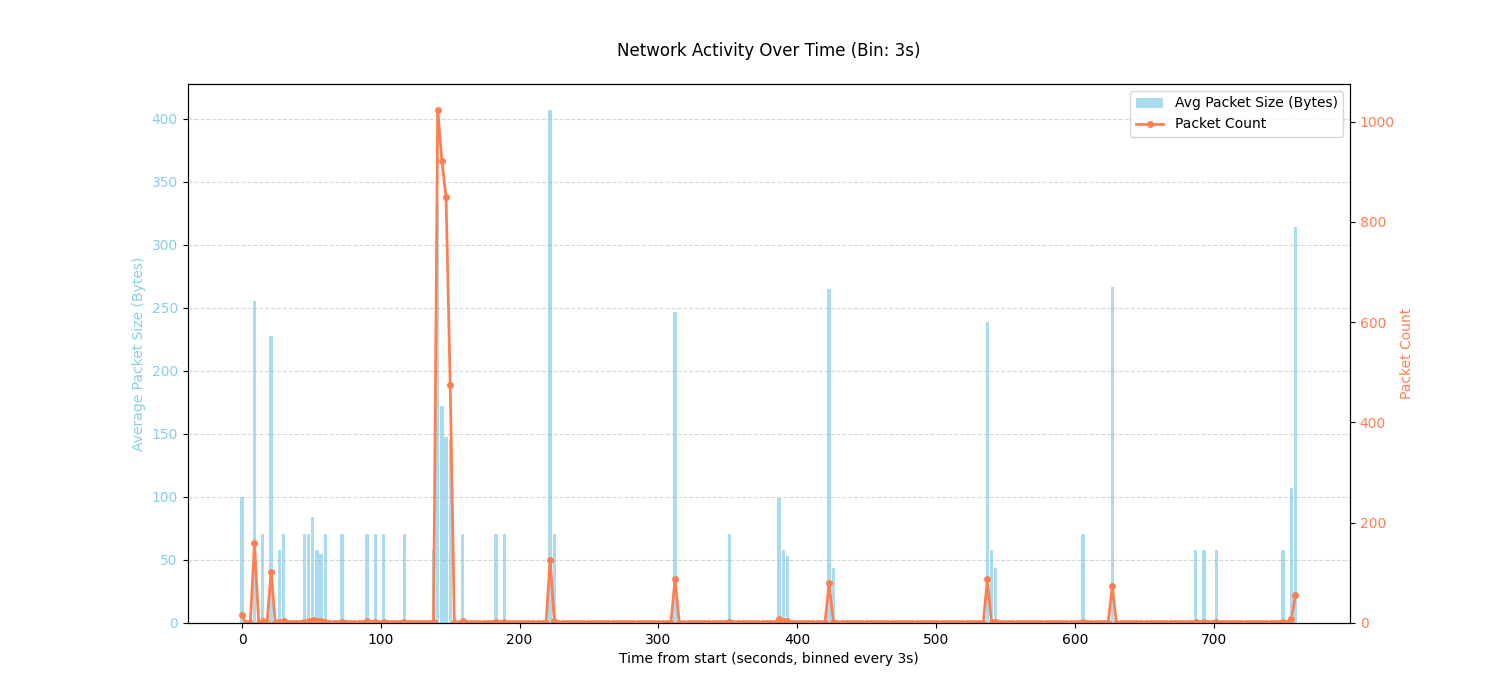 Network Activity Over Time (Bin: 3s)
Avg Packet Size (Bytes)
Packet Count
Average Packet Size (Bytes)
400
350
300
250
200
150
100
50
0
1000
800
600
400
200
0
Packet Count
0 100 200 300 400 500 600 700
Time from start (seconds, binned every 3s)